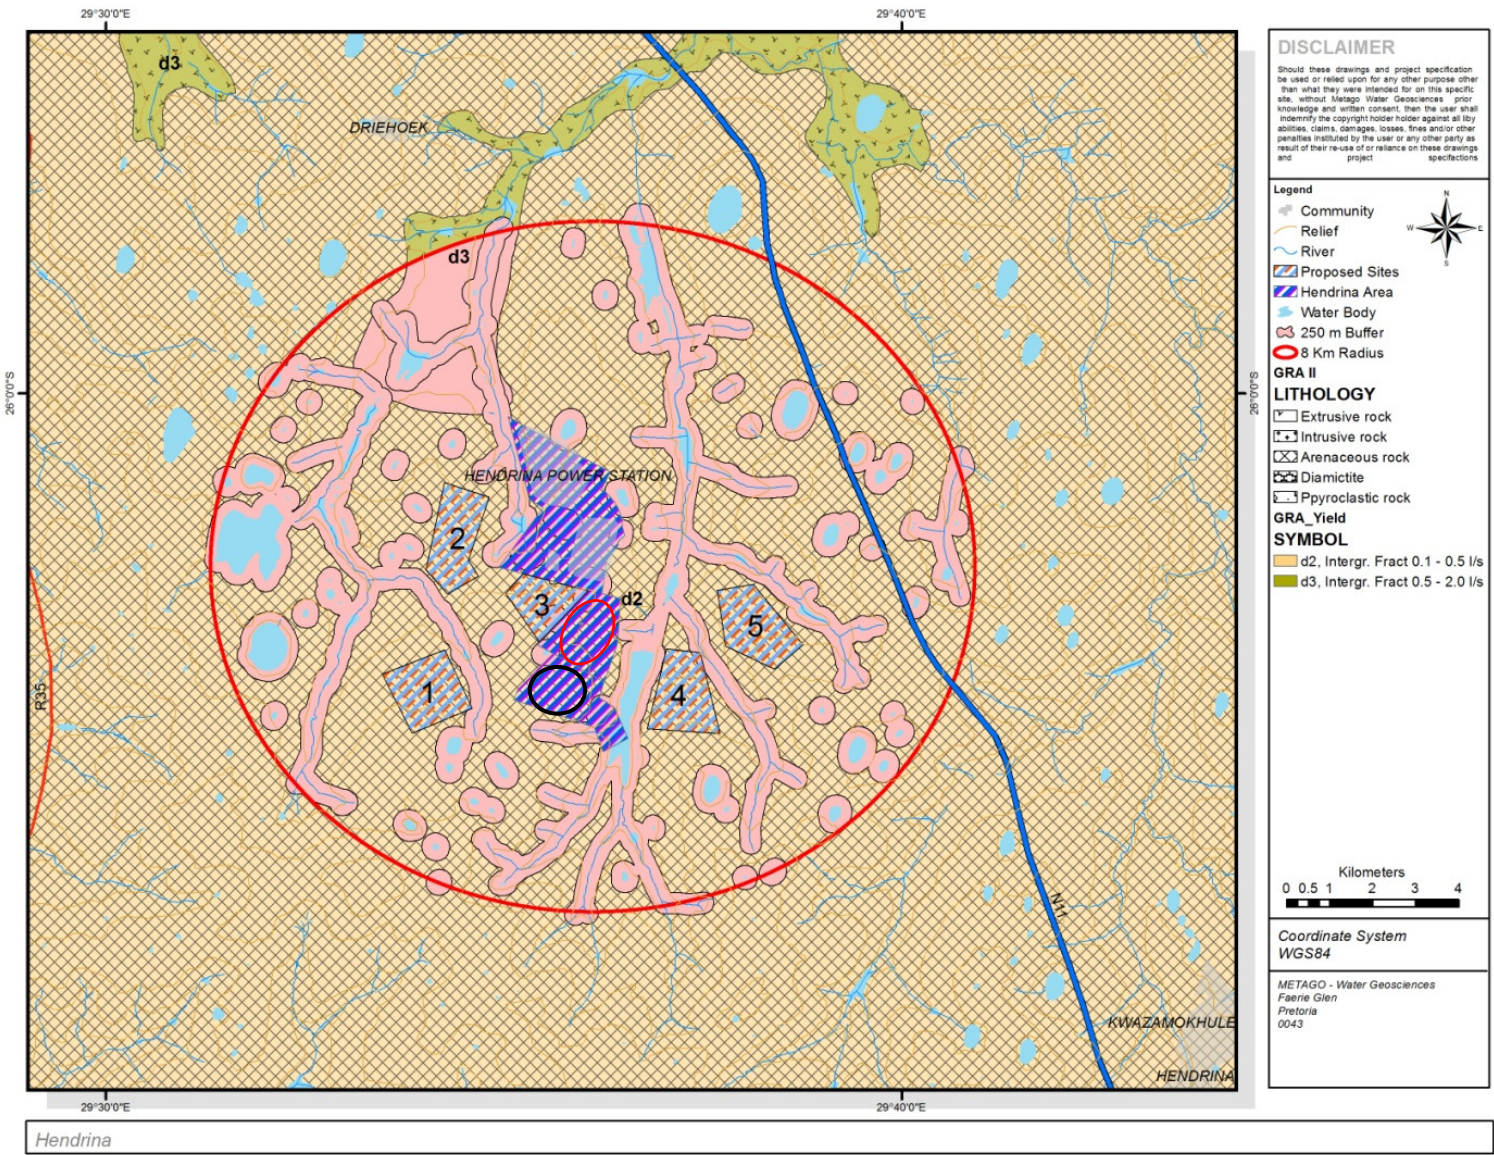 29°30'0"E
29°40'0"E
d3
DRIEHOEK
d3
26°0'0"S
26°0'0"S
HENDRINA POWER STATION
2
3
d2
5
1
4
R35
N11
KWAZAMOKHULE
HENDRINA
29°30'0"E
29°40'0"E
Hendrina
DISCLAIMER
Should these drawings and project specification
be used or relied upon for any other purpose other
than what they were intended for on this specific
site, without Metago Water Geosciences prior
knowledge and written consent, then the user shall
indemnify the copyright holder holder against all liby
abilities, claims, damages, losses, fines and/or other
penalties instituted by the user or any other party as
result of their re-use of or reliance on these drawings
and project specifactions
Legend
Community
Relief
River
Proposed Sites
Hendrina Area
Water Body
250 m Buffer
8 Km Radius
GRA II
LITHOLOGY
Extrusive rock
Intrusive rock
Arenaceous rock
Diamictite
Ppyroclastic rock
GRA_Yield
SYMBOL
d2, Intergr. Fract 0.1 - 0.5 l/s
d3, Intergr. Fract 0.5 - 2.0 l/s
N
W E
S
Kilometers
0 0.5 1 2 3 4
Coordinate System
WGS84
METAGO - Water Geosciences
Faerie Glen
Pretoria
0043